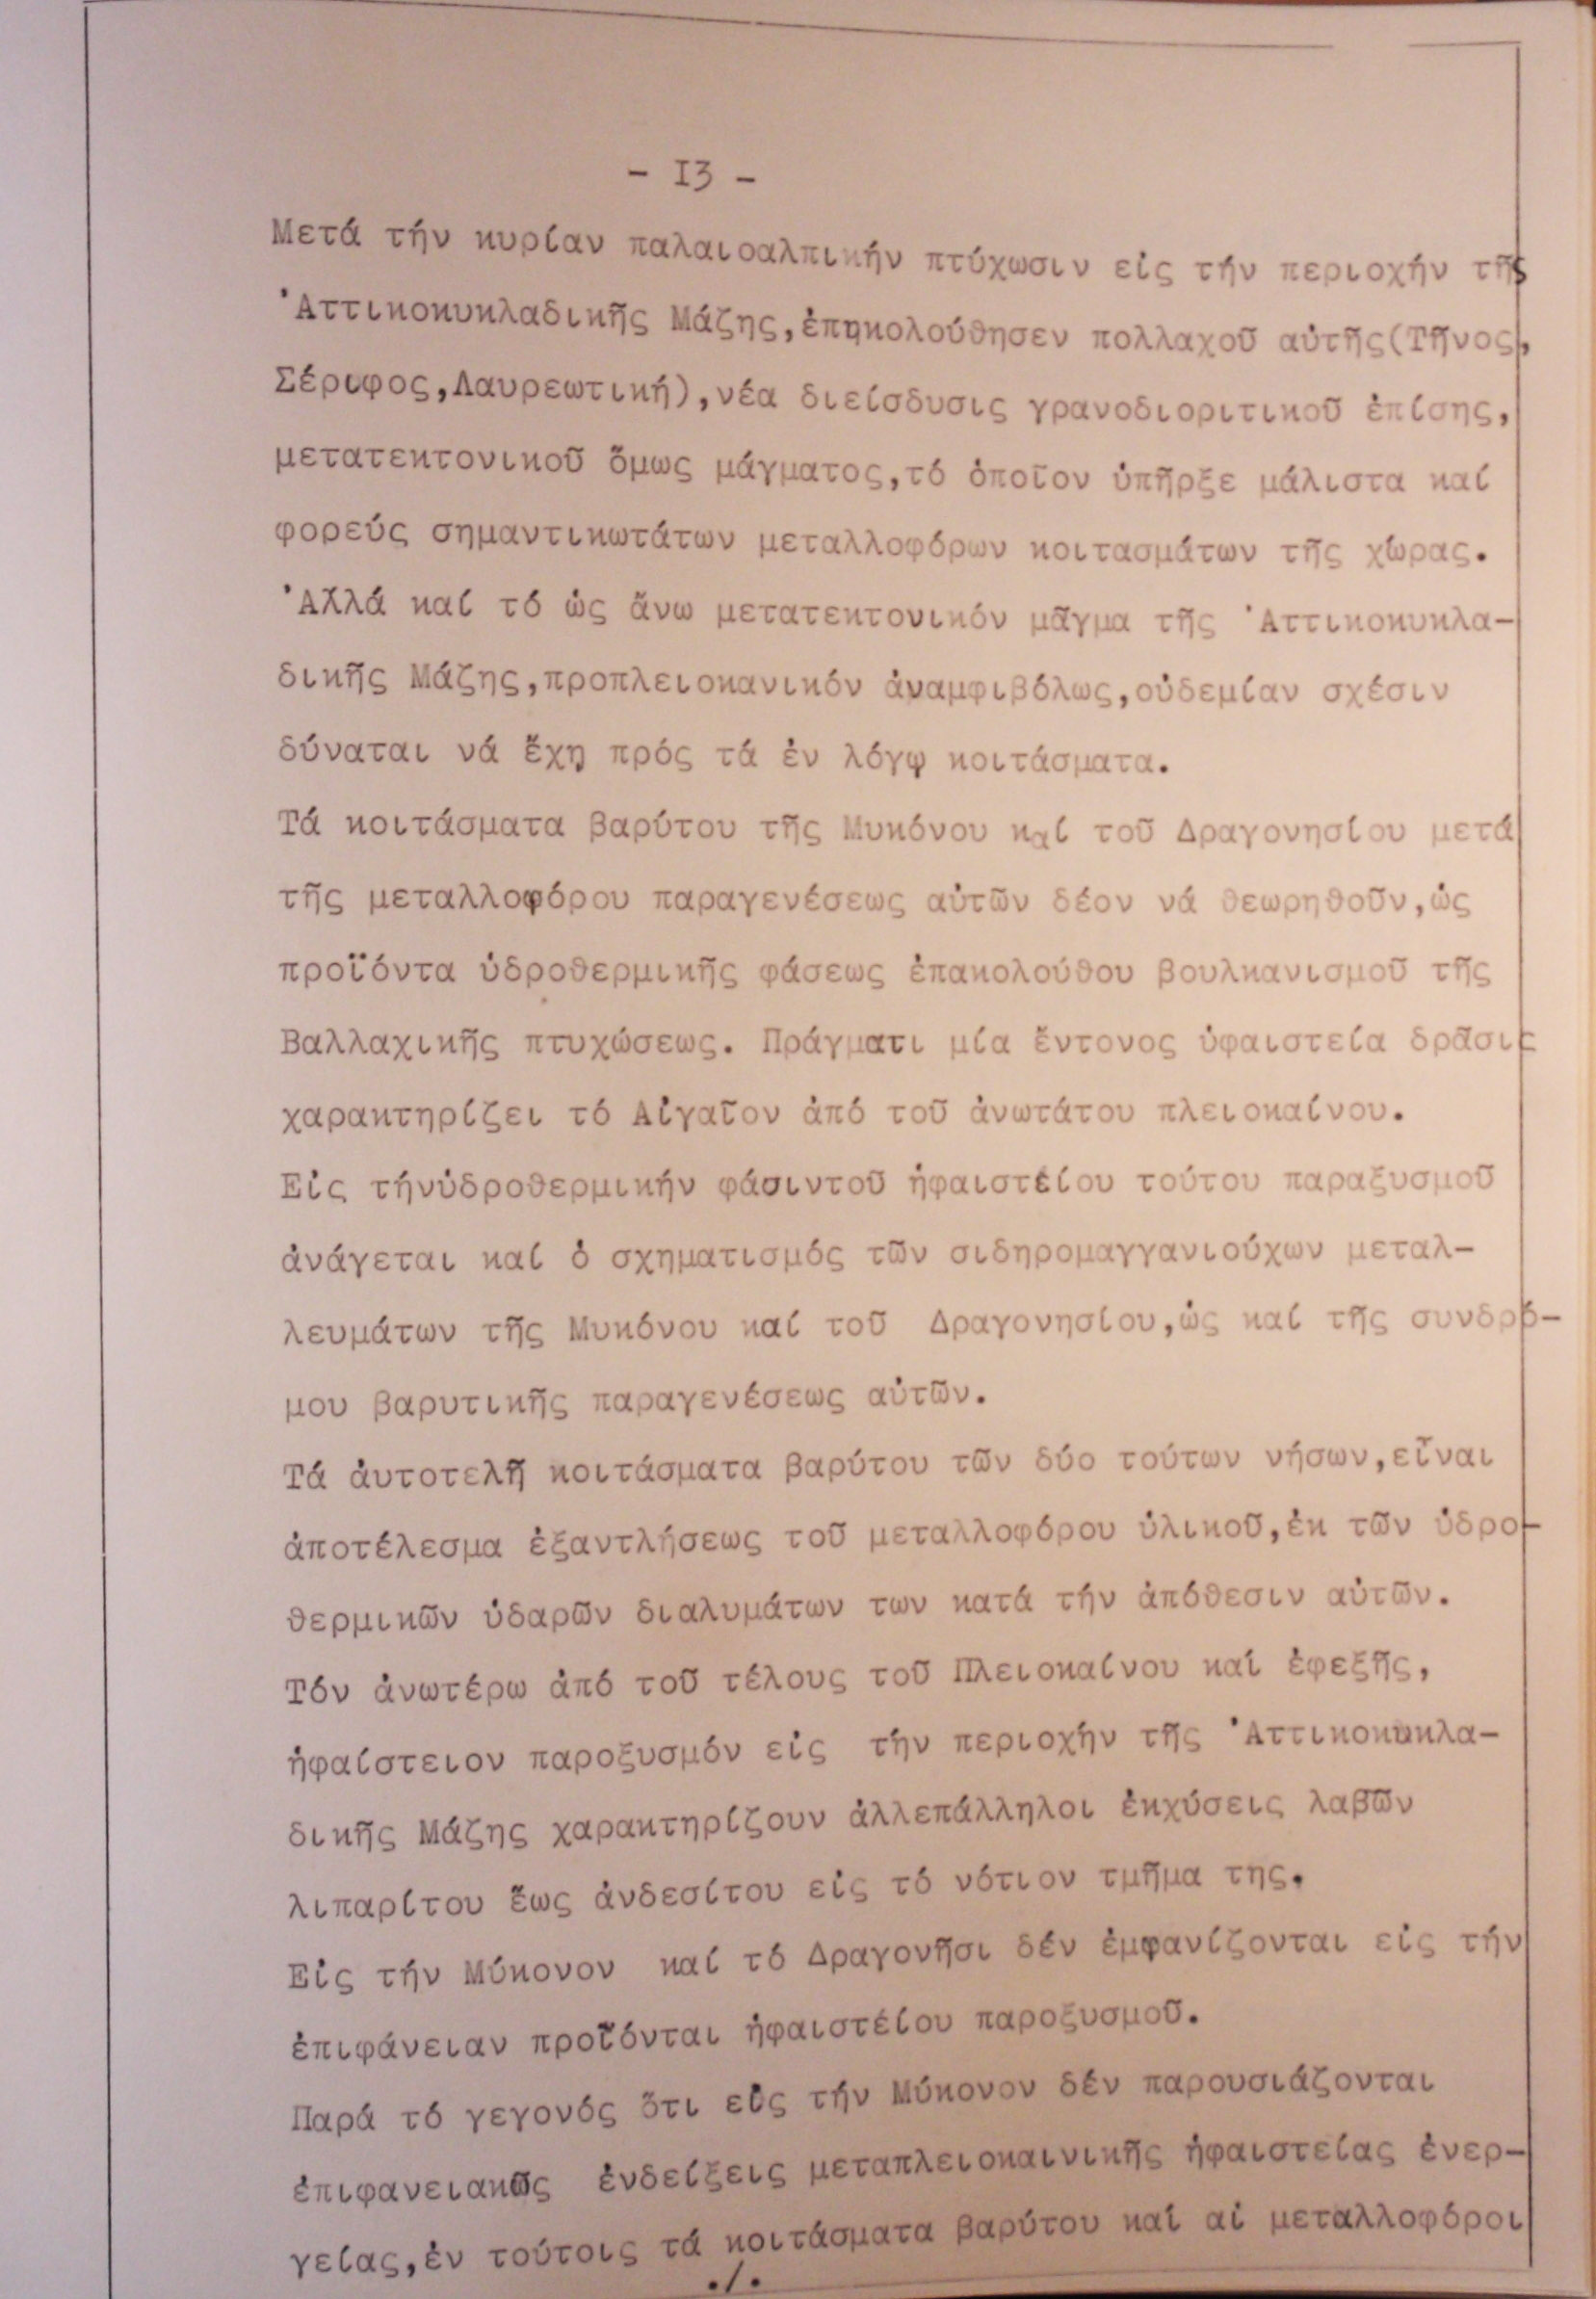 - I3 -
Μετά τήν κυρίαν παλαιοαλπικήν πτύχωσιν εἰς τήν περιοχήν τῆς
Ἀττικοκυκλαδικῆς Μάζης,ἐπηκολούθησεν πολλαχοῦ αὐτῆς(Τῆνος,
Σέριφος,Λαυρεωτική),νέα διείσδυσις γρανοδιοριτικοῦ ἐπίσης,
μετατεκτονικοῦ ὅμως μάγματος,τό ὁποῖον ὑπῆρξε μάλιστα καί
φορεύς σημαντικωτάτων μεταλλοφόρων κοιτασμάτων τῆς χώρας.
Ἀλλά καί τό ὡς ἄνω μετατεκτονικόν μᾶγμα τῆς Ἀττικοκυκλα-
δικῆς Μάζης,προπλειοκανικόν ἀναμφιβόλως,οὐδεμίαν σχέσιν
δύναται νά ἔχῃ πρός τά ἐν λόγῳ κοιτάσματα.
Τά κοιτάσματα βαρύτου τῆς Μυκόνου καί τοῦ Δραγονησίου μετά
τῆς μεταλλοφόρου παραγενέσεως αὐτῶν δέον νά θεωρηθοῦν,ὡς
προϊόντα ὑδροθερμικῆς φάσεως ἐπακολούθου βουλκανισμοῦ τῆς
Βαλλαχικῆς πτυχώσεως. Πράγματι μία ἔντονος ὑφαιστεία δρᾶσις
χαρακτηρίζει τό Αἰγαῖον ἀπό τοῦ ἀνωτάτου πλειοκαίνου.
Εἰς τήνὑδροθερμικήν φάσιντοῦ ἡφαιστείου τούτου παραξυσμοῦ
ἀνάγεται καί ὁ σχηματισμός τῶν σιδηρομαγγανιούχων μεταλ-
λευμάτων τῆς Μυκόνου καί τοῦ Δραγονησίου,ὡς καί τῆς συνδρό-
μου βαρυτικῆς παραγενέσεως αὐτῶν.
Τά ἀυτοτελῆ κοιτάσματα βαρύτου τῶν δύο τούτων νήσων,εἶναι
ἀποτέλεσμα ἐξαντλήσεως τοῦ μεταλλοφόρου ὑλικοῦ,ἐκ τῶν ὑδρο-
θερμικῶν ὑδαρῶν διαλυμάτων των κατά τήν ἀπόθεσιν αὐτῶν.
Τόν ἀνωτέρω ἀπό τοῦ τέλους τοῦ Πλειοκαίνου καί ἐφεξῆς,
ἡφαίστειον παροξυσμόν εἰς τήν περιοχήν τῆς Ἀττικοκυκλα-
δικῆς Μάζης χαρακτηρίζουν ἀλλεπάλληλοι ἐκχύσεις λαβῶν
λιπαρίτου ἕως ἀνδεσίτου εἰς τό νότιον τμῆμα της.
Εἰς τήν Μύκονον καί τό Δραγονῆσι δέν ἐμφανίζονται εἰς τήν
ἐπιφάνειαν προϊόνται ἡφαιστείου παροξυσμοῦ.
Παρά τό γεγονός ὅτι εἰς τήν Μύκονον δέν παρουσιάζονται
ἐπιφανειακῶς ἐνδείξεις μεταπλειοκαινικῆς ἡφαιστείας ἐνερ-
γείας,ἐν τούτοις τά κοιτάσματα βαρύτου καί αἱ μεταλλοφόροι
./.